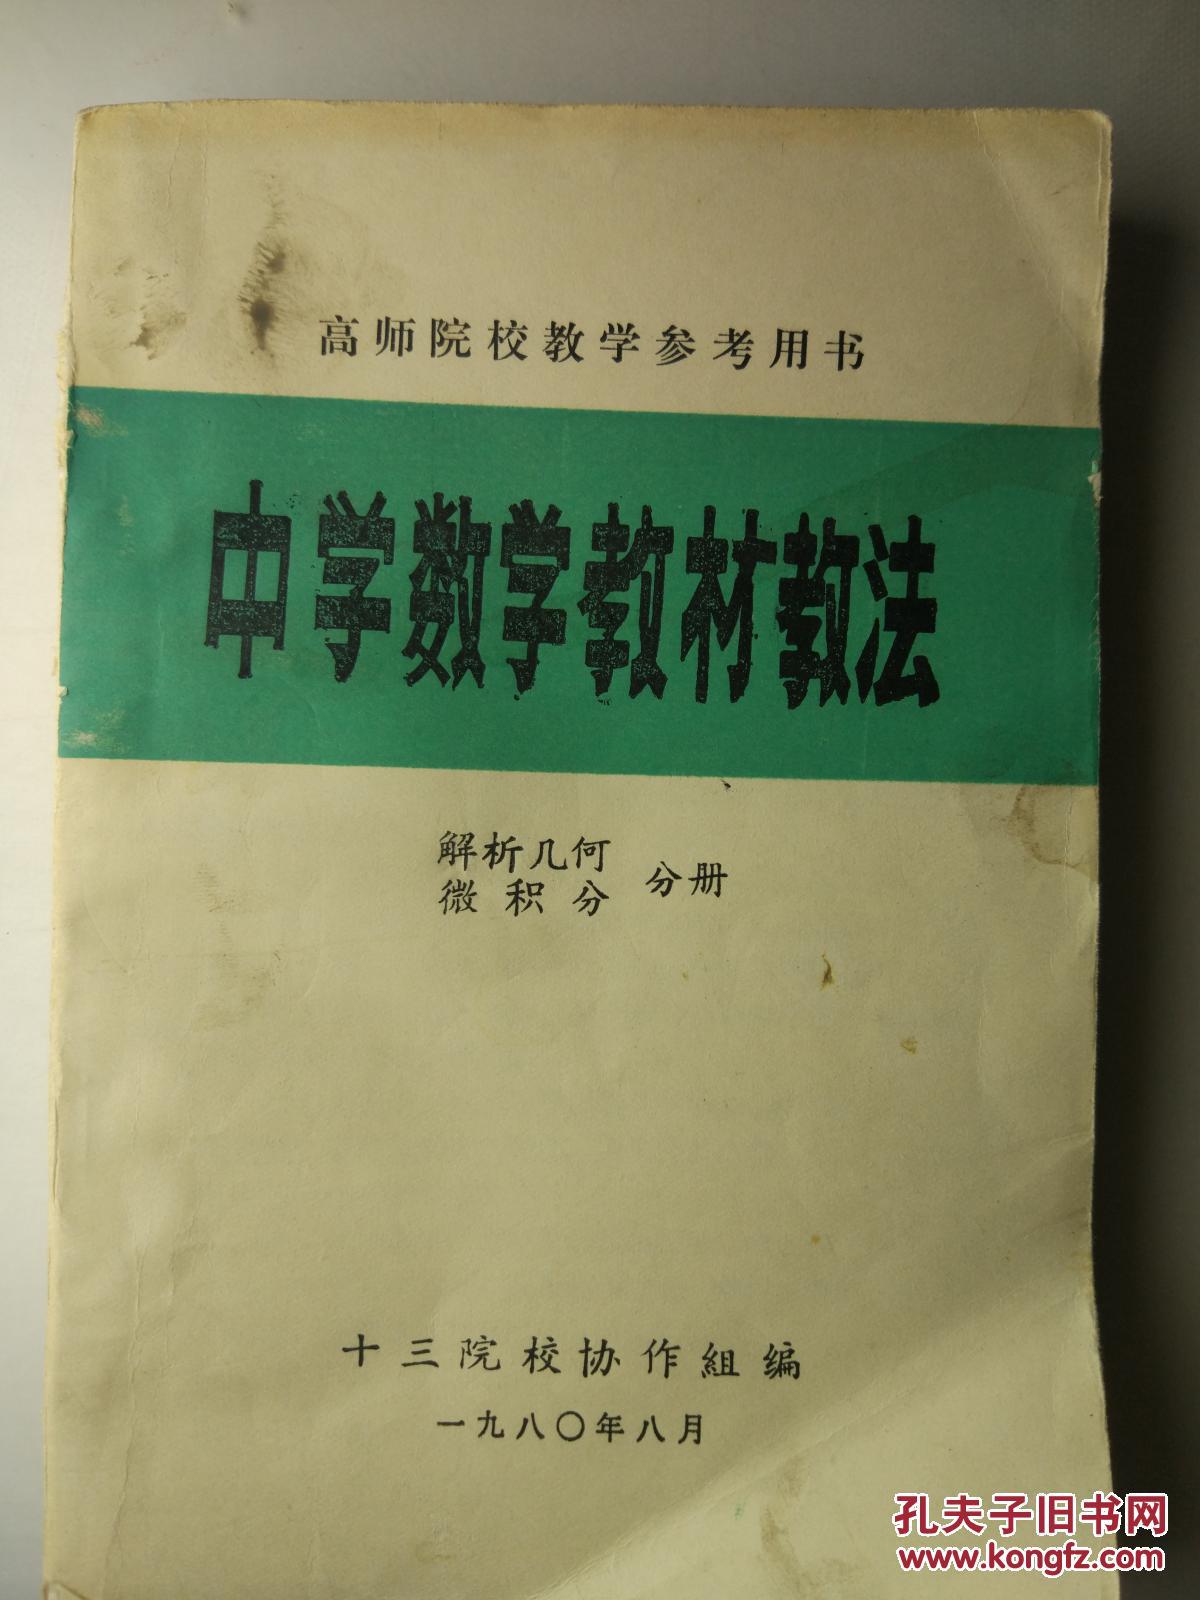 高师院校教学参考用书
中学数学教材教法
解析几何
微积分 分册
十三院校协作組编
一九八〇年八月
孔夫子旧书网
www.kongfz.com